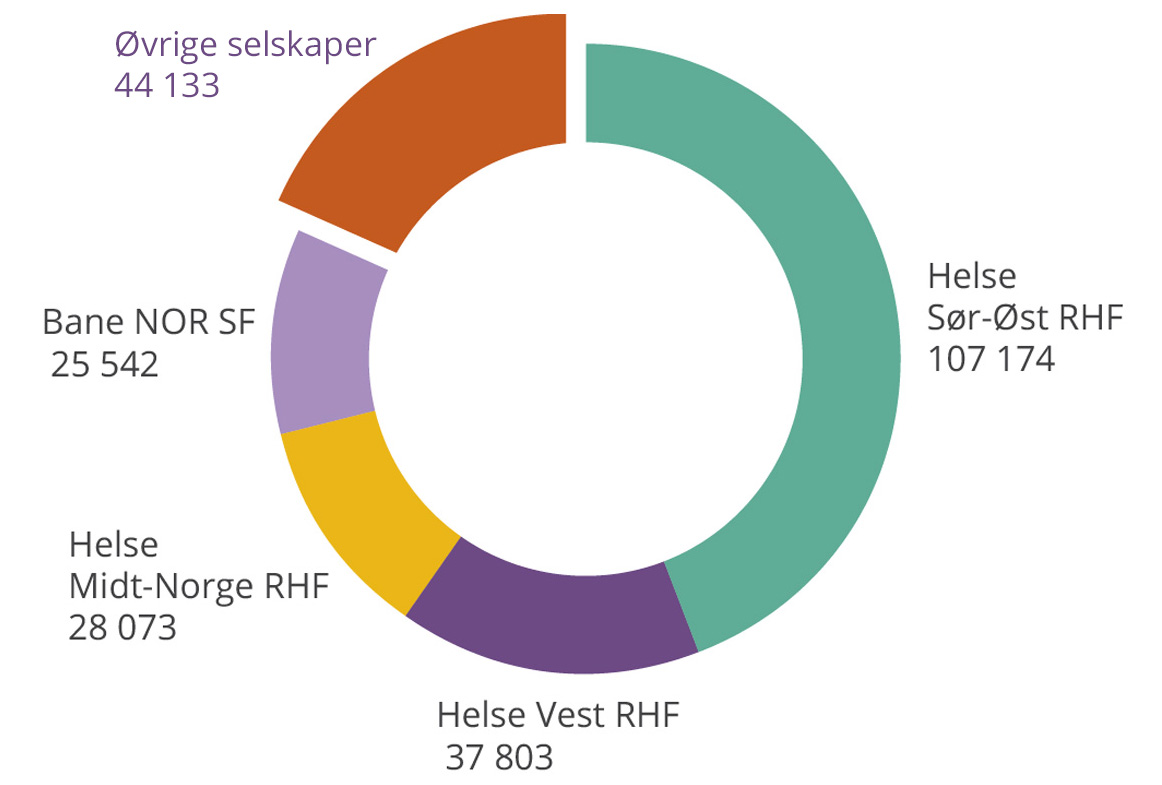 Øvrige selskaper
44 133
Helse
Sør-Øst RHF
107 174
Bane NOR SF
25 542
Helse
Midt-Norge RHF
28 073
Helse Vest RHF
37 803